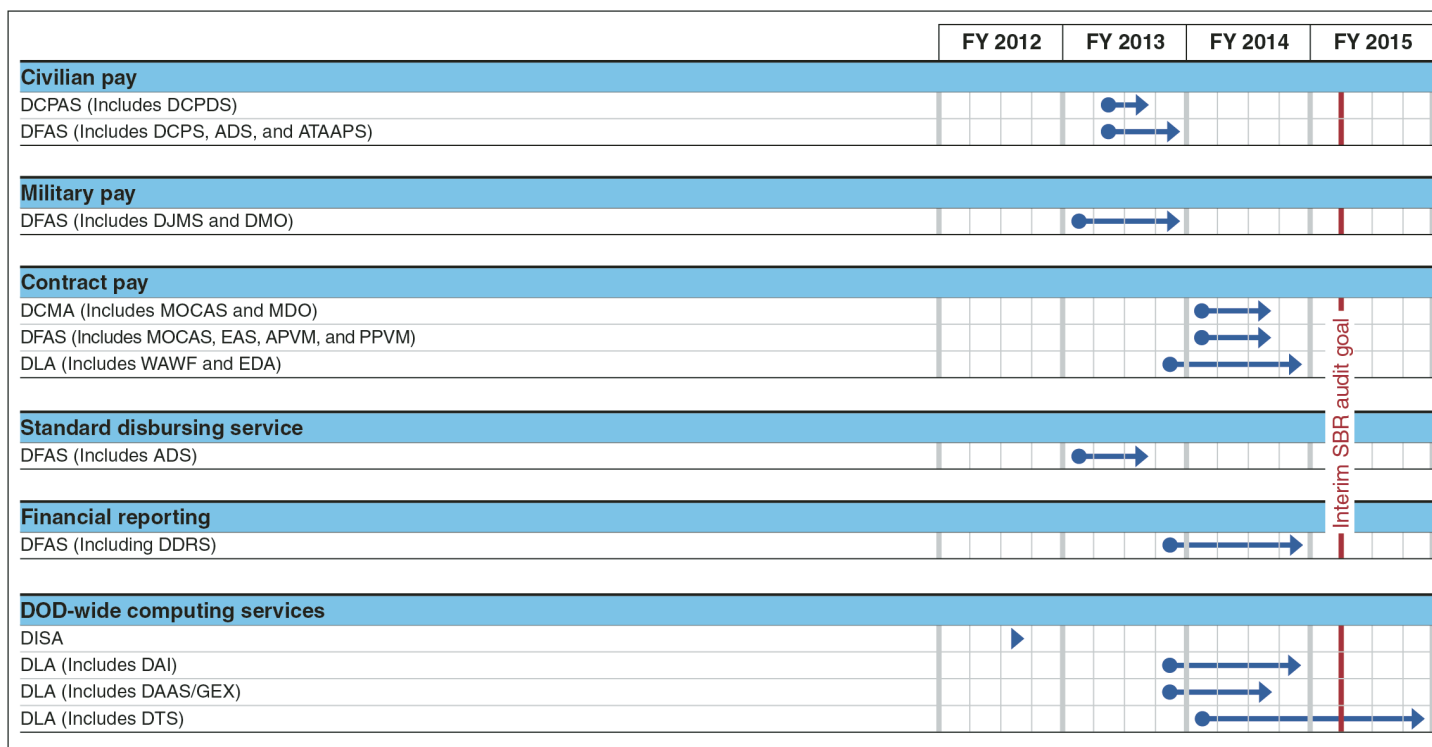 FY 2012 FY 2013 FY 2014 FY 2015
Civilian pay
DCPAS (Includes DCPDS)
DFAS (Includes DCPS, ADS, and ATAAPS)
Military pay
DFAS (Includes DJMS and DMO)
Contract pay
DCMA (Includes MOCAS and MDO)
DFAS (Includes MOCAS, EAS, APVM, and PPVM)
DLA (Includes WAWF and EDA)
Interim SBR audit goal
Standard disbursing service
DFAS (Includes ADS)
Financial reporting
DFAS (Including DDRS)
DOD-wide computing services
DISA
DLA (Includes DAI)
DLA (Includes DAAS/GEX)
DLA (Includes DTS)